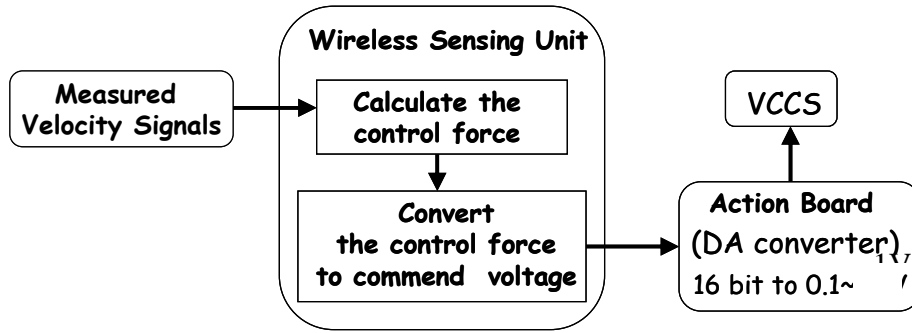 Wireless Sensing Unit
Measured
Velocity Signals
Calculate the
control force
Convert
the control force
to commend voltage
VCCS
Action Board
(DA converter)
16 bit to 0.1~